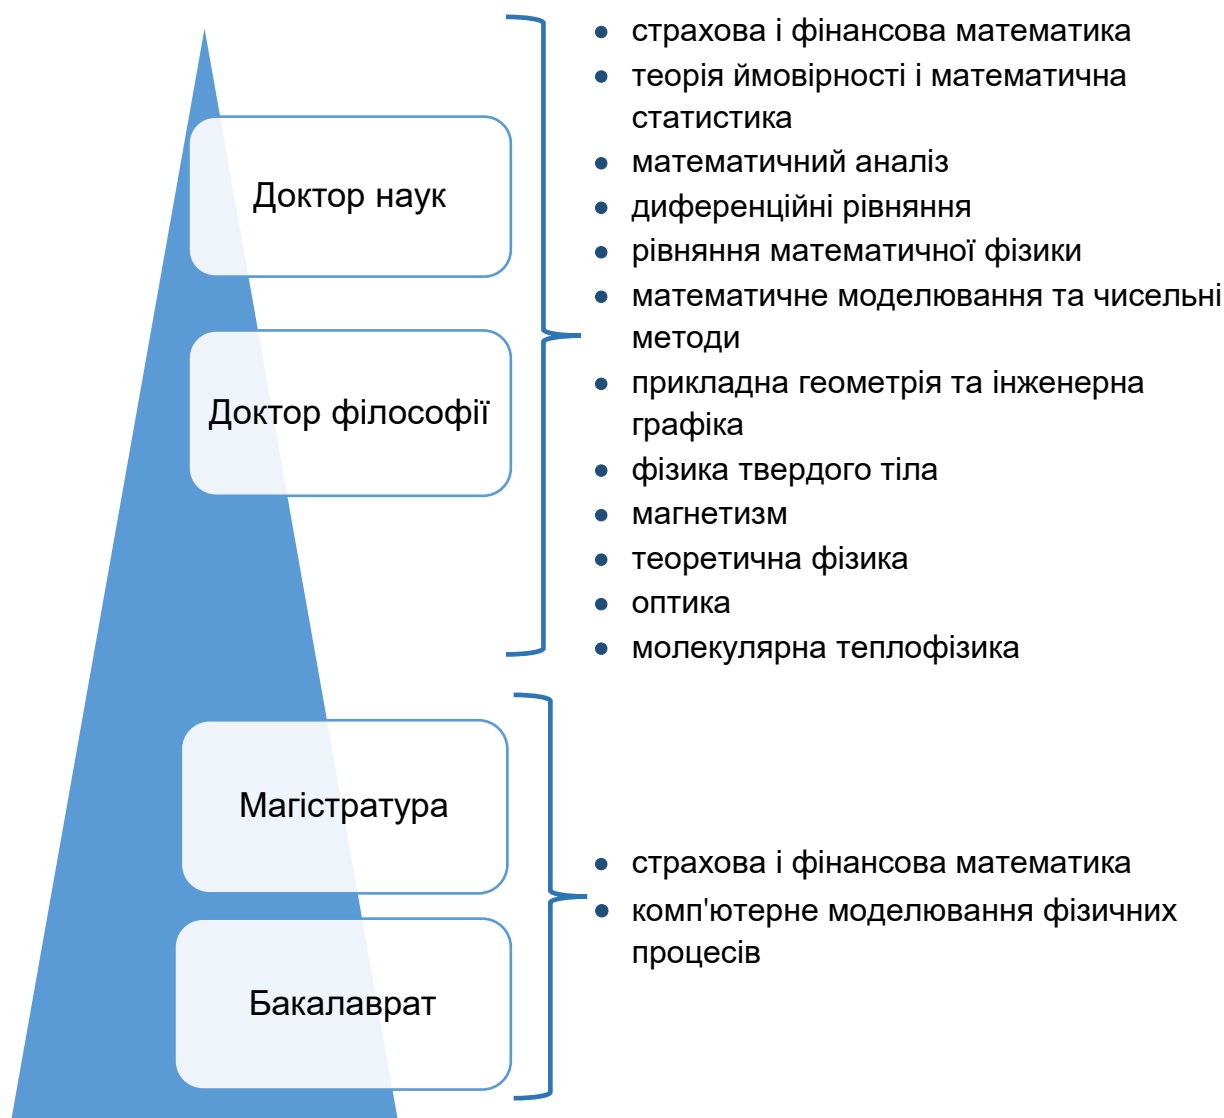 Доктор наук
Доктор філософії
страхова і фінансова математика
теорія ймовірності і математична
статистика
математичний аналіз
диференційні рівняння
рівняння математичної фізики
математичне моделювання та чисельні
методи
прикладна геометрія та інженерна
графіка
фізика твердого тіла
магнетизм
теоретична фізика
оптика
молекулярна теплофізика
Магістратура
Бакалаврат
страхова і фінансова математика
комп'ютерне моделювання фізичних
процесів